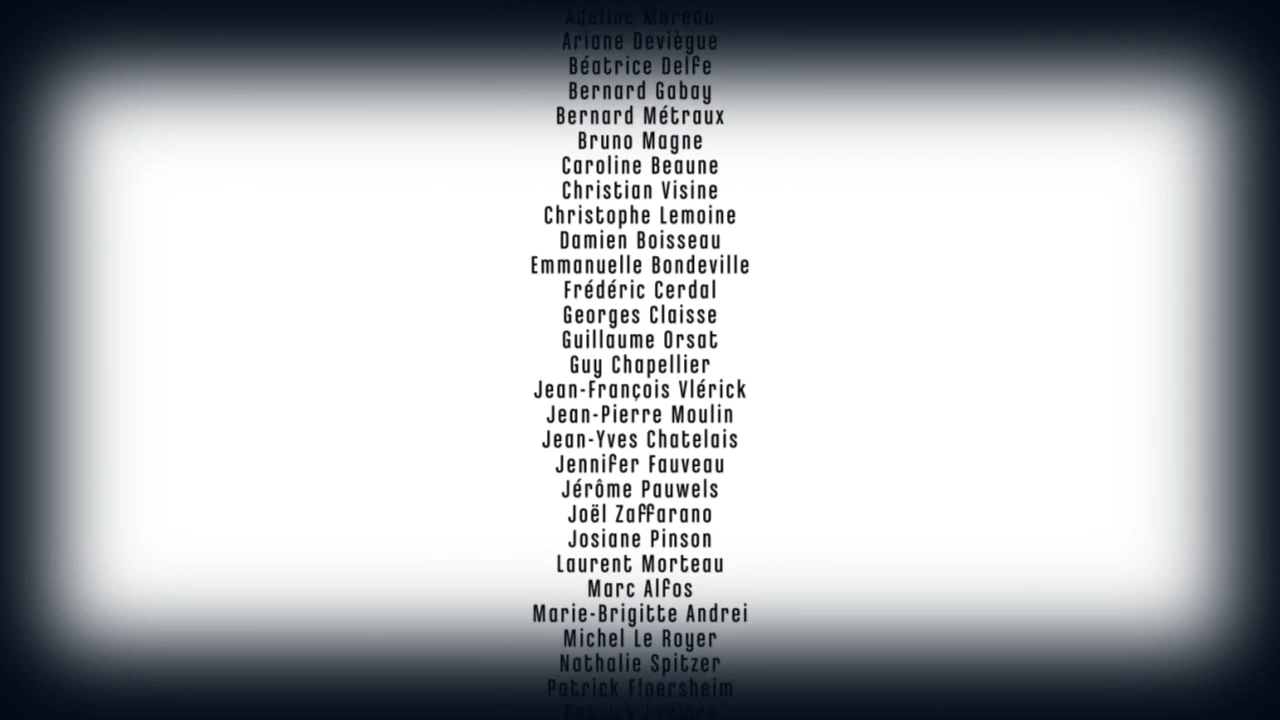 Adeline Moreau
Ariane Deviègue
Béatrice Delfe
Bernard Gabay
Bernard Métraux
Bruno Magne
Caroline Beaune
Christian Visine
Christophe Lemoine
Damien Boisseau
Emmanuelle Bondeville
Frédéric Cerdal
Georges Claisse
Guillaume Orsat
Guy Chapellier
Jean-François Vlérick
Jean-Pierre Moulin
Jean-Yves Chatelais
Jennifer Fauveau
Jérôme Pauwels
Joël Zaffarano
Josiane Pinson
Laurent Morteau
Marc Alfos
Marie-Brigitte Andrei
Michel Le Royer
Nathalie Spitzer
Patrick Floersheim